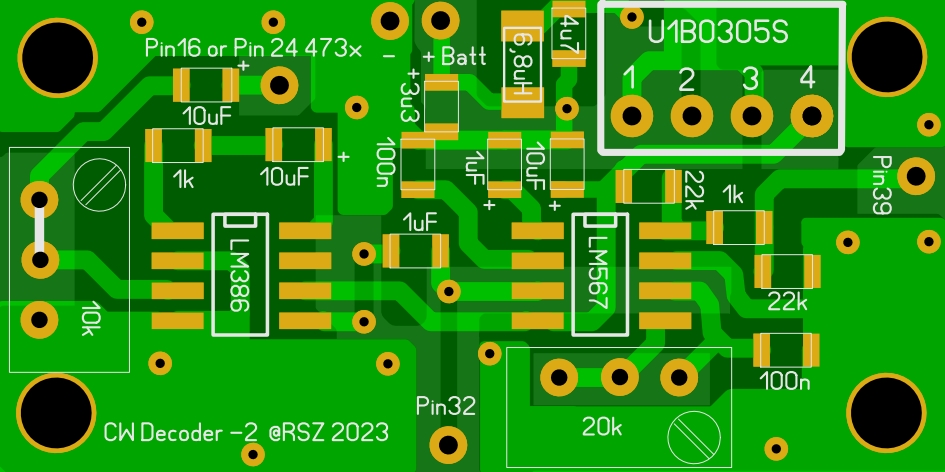 Pin16 or Pin 24 473x
- + Batt
+
10uF
1k
10uF
+
+
3u3
6,8uH
4u7
U1B0305S
1 2 3 4
100n
1uF
+
10uF
+
22k
1k
Pin39
1uF
LM386
LM567
22k
10k
100n
Pin32
20k
CW Decoder -2 @RSZ 2023